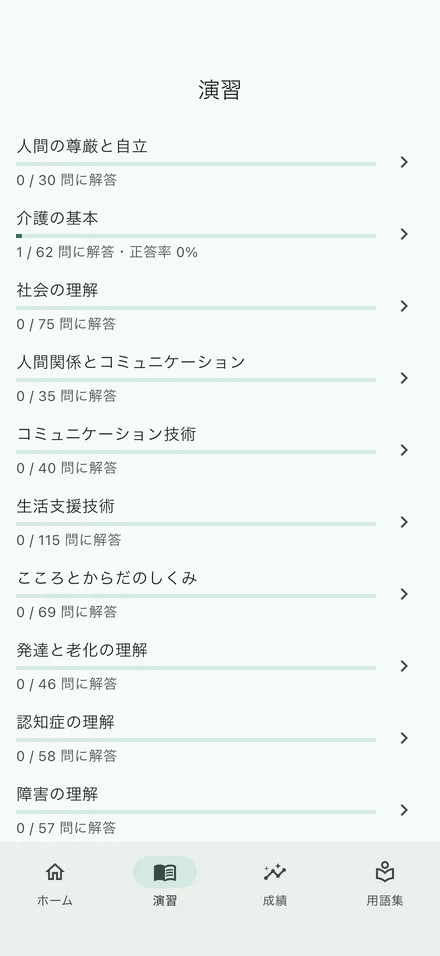 演習
人間の尊厳と自立
0 / 30 問に解答
介護の基本
1 / 62 問に解答・正答率 0%
社会の理解
0 / 75 問に解答
人間関係とコミュニケーション
0 / 35 問に解答
コミュニケーション技術
0 / 40 問に解答
生活支援技術
0 / 115 問に解答
こころとからだのしくみ
0 / 69 問に解答
発達と老化の理解
0 / 46 問に解答
認知症の理解
0 / 58 問に解答
障害の理解
0 / 57 問に解答
ホーム 演習 成績 用語集